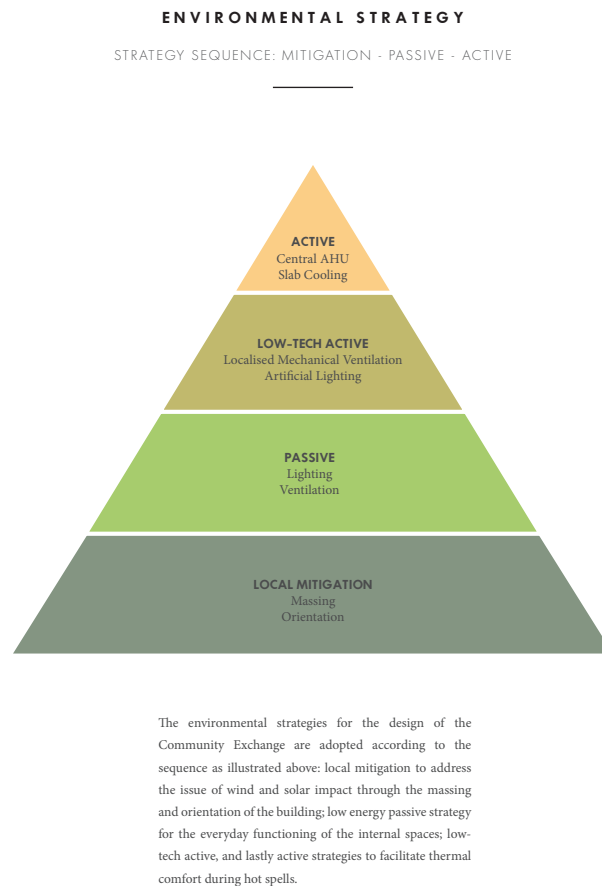 ENVIRONMENTAL STRATEGY
STRATEGY SEQUENCE: MITIGATION - PASSIVE - ACTIVE
ACTIVE
Central AHU
Slab Cooling
LOW-TECH ACTIVE
Localised Mechanical Ventilation
Artificial Lighting
PASSIVE
Lighting
Ventilation
LOCAL MITIGATION
Massing
Orientation
The environmental strategies for the design of the
Community Exchange are adopted according to the
sequence as illustrated above: local mitigation to address
the issue of wind and solar impact through the massing
and orientation of the building; low energy passive strategy
for the everyday functioning of the internal spaces; low-
tech active, and lastly active strategies to facilitate thermal
comfort during hot spells.